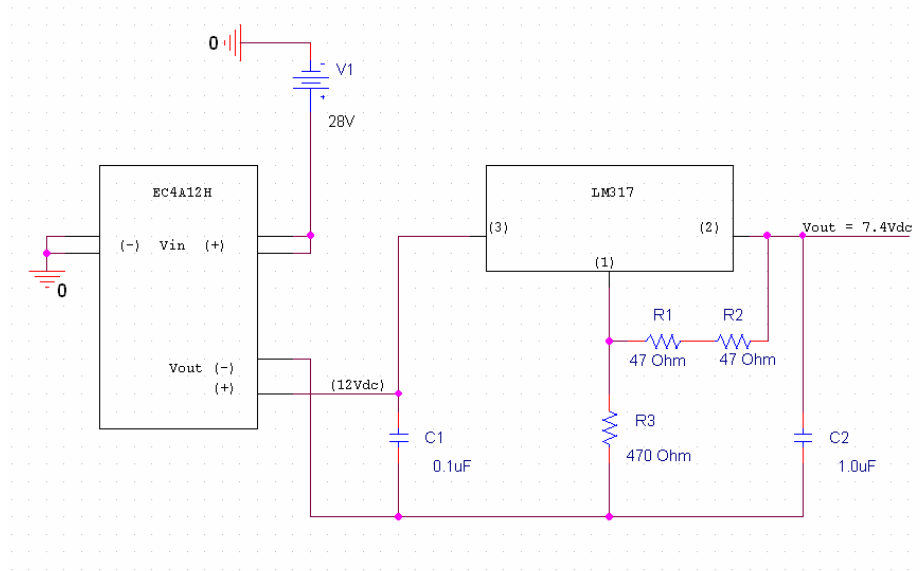 0
V1
28V
EC4A12H
(-) Vin (+)
0
Vout (-)
(+)
(12Vdc)
C1
0.1uF
LM317
(3)
(2)
(1)
Vout = 7.4Vdc
R1
R2
47 Ohm
47 Ohm
R3
470 Ohm
C2
1.0uF